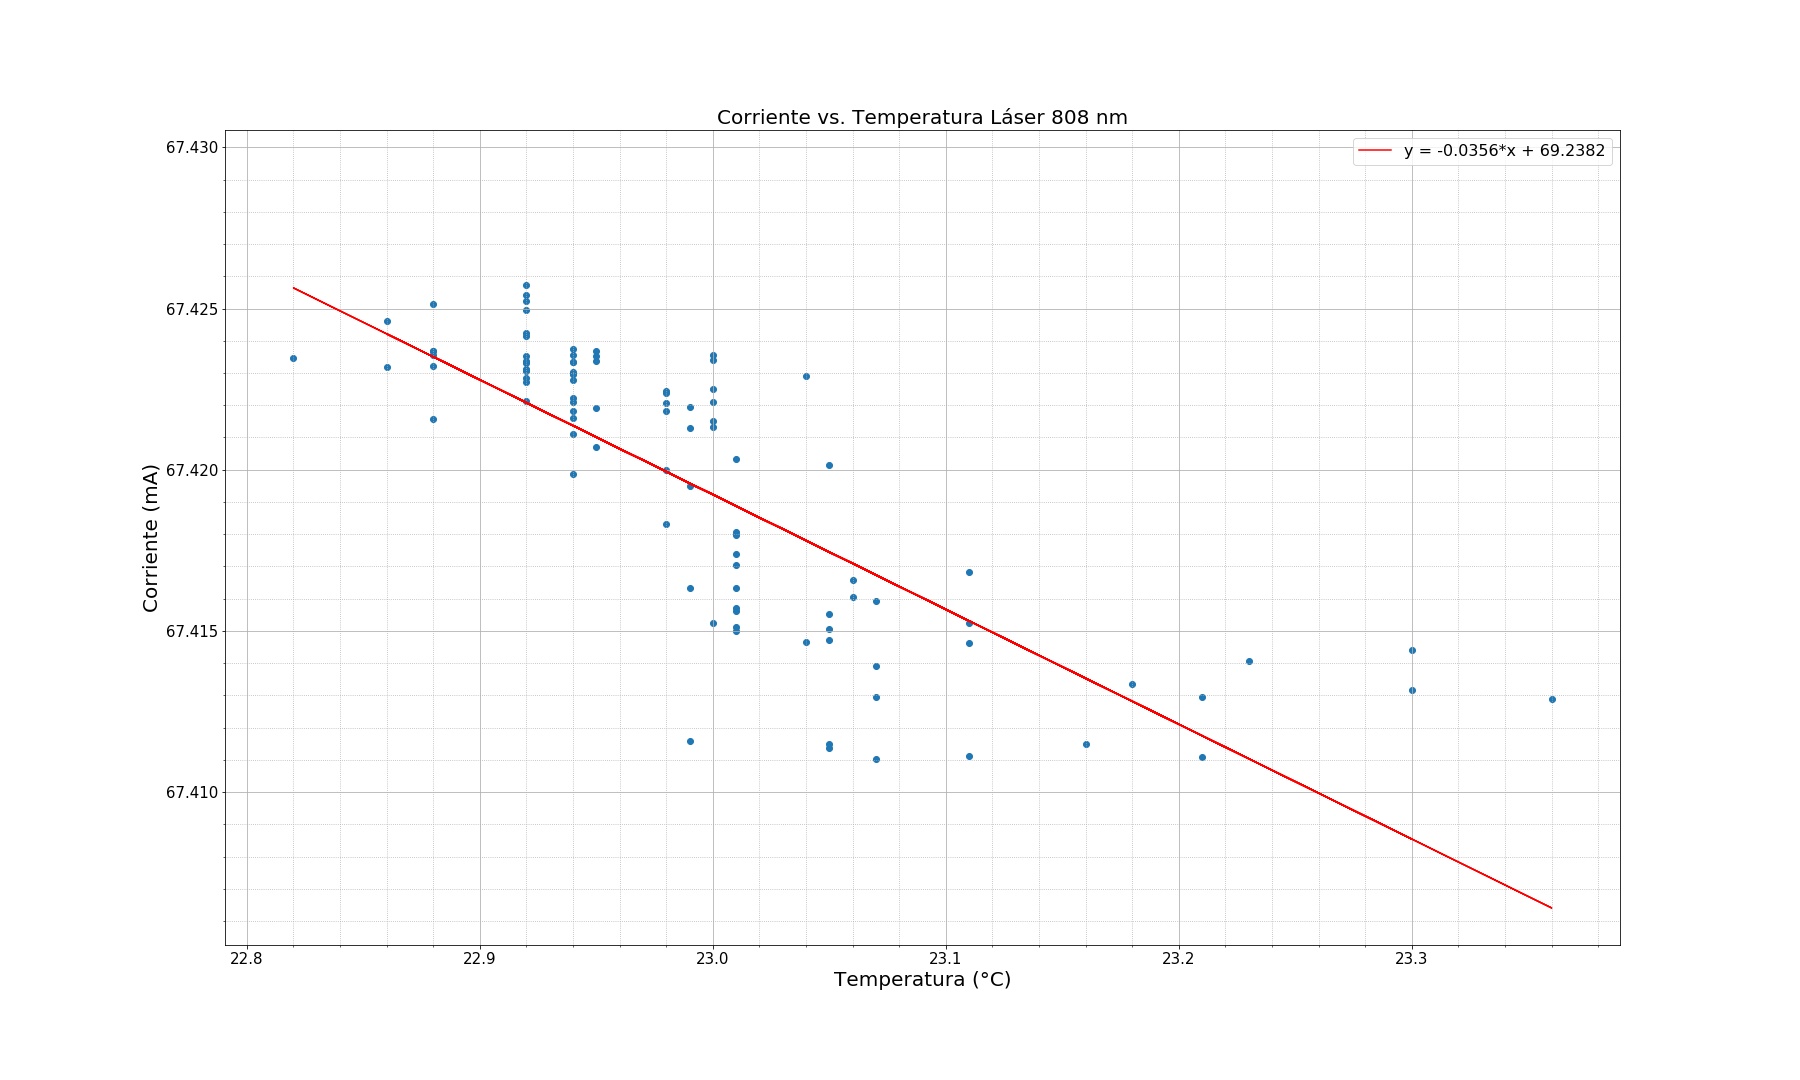 Corriente vs. Temperatura Láser 808 nm
y = -0.0356*x + 69.2382
67.430
67.425
67.420
67.415
67.410
Corriente (mA)
22.8 22.9 23.0 23.1 23.2 23.3
Temperatura (°C)